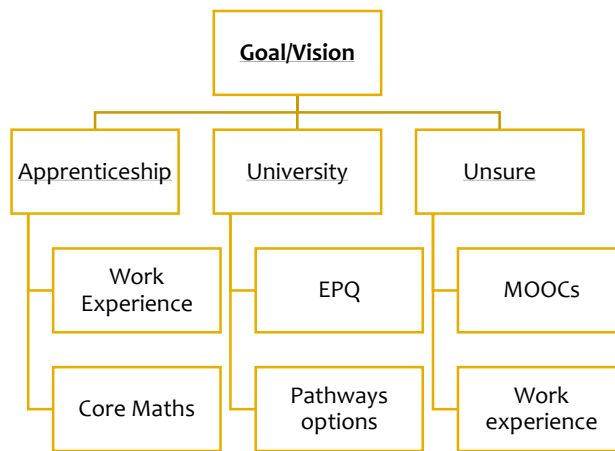 Goal/Vision
Apprenticeship
University
Unsure
Work
Experience
EPQ
MOOCs
Core Maths
Pathways
options
Work
experience